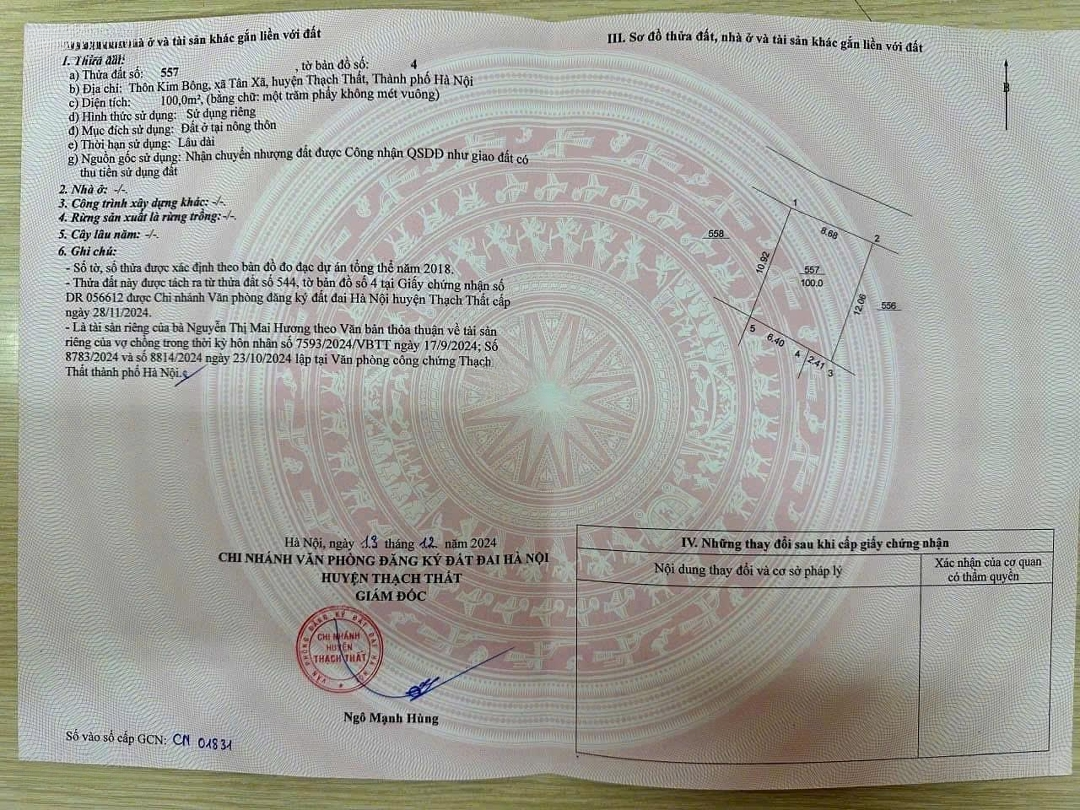 nhà ở và tài sản khác gắn liền với đất
1. Thửa đất:
a) Thửa đất số: 557 , tờ bản đồ số: 4
b) Địa chỉ: Thôn Kim Bông, xã Tân Xã, huyện Thạch Thất, Thành phố Hà Nội
c) Diện tích: 100,0m², (bằng chữ: một trăm phẩy không mét vuông)
d) Hình thức sử dụng: Sử dụng riêng
đ) Mục đích sử dụng: Đất ở tại nông thôn
e) Thời hạn sử dụng: Lâu dài
g) Nguồn gốc sử dụng: Nhận chuyển nhượng đất được Công nhận QSDĐ như giao đất có
thu tiền sử dụng đất
2. Nhà ở: -/-.
3. Công trình xây dựng khác: -/-.
4. Rừng sản xuất là rừng trồng:-/-.
5. Cây lâu năm: -/-.
6. Ghi chú:
- Số tờ, số thửa được xác định theo bản đồ đo đạc dự án tổng thể năm 2018.
- Thửa đất này được tách ra từ thửa đất số 544, tờ bản đồ số 4 tại Giấy chứng nhận số
DR 056612 được Chi nhánh Văn phòng đăng ký đất đai Hà Nội huyện Thạch Thất cấp
ngày 28/11/2024.
- Là tài sản riêng của bà Nguyễn Thị Mai Hương theo Văn bản thỏa thuận về tài sản
riêng của vợ chồng trong thời kỳ hôn nhân số 7593/2024/VBTT ngày 17/9/2024; Số
8783/2024 và số 8814/2024 ngày 23/10/2024 lập tại Văn phòng công chứng Thạch
Thất thành phố Hà Nội.
Hà Nội, ngày 13 tháng 12 năm 2024
CHI NHÁNH VĂN PHÒNG ĐĂNG KÝ ĐẤT ĐAI HÀ NỘI
HUYỆN THẠCH THẤT
GIÁM ĐỐC
VĂN PHÒNG ĐĂNG KÝ ĐẤT ĐAI HÀ NỘI
CHI NHÁNH
HUYỆN
THẠCH THẤT
Ngô Mạnh Hùng
Số vào sổ cấp GCN: CN 01831
III. Sơ đồ thửa đất, nhà ở và tài sản khác gắn liền với đất
B
1
8.68
2
558
10.92
557
100.0
12.06
556
5
6.40
4
2.41
3
IV. Những thay đổi sau khi cấp giấy chứng nhận
Nội dung thay đổi và cơ sở pháp lý
Xác nhận của cơ quan
có thẩm quyền